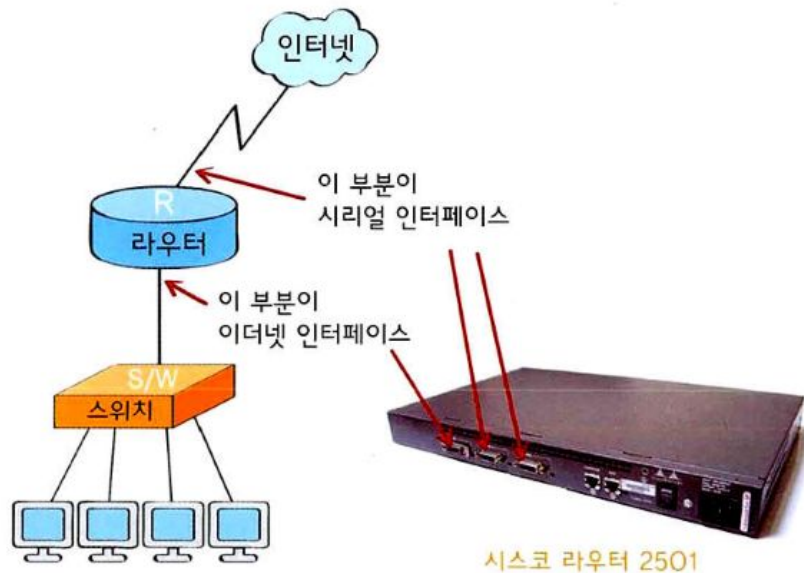 인터넷
이 부분이
시리얼 인터페이스
R
라우터
이 부분이
이더넷 인터페이스
S/W
스위치
시스코 라우터 2501